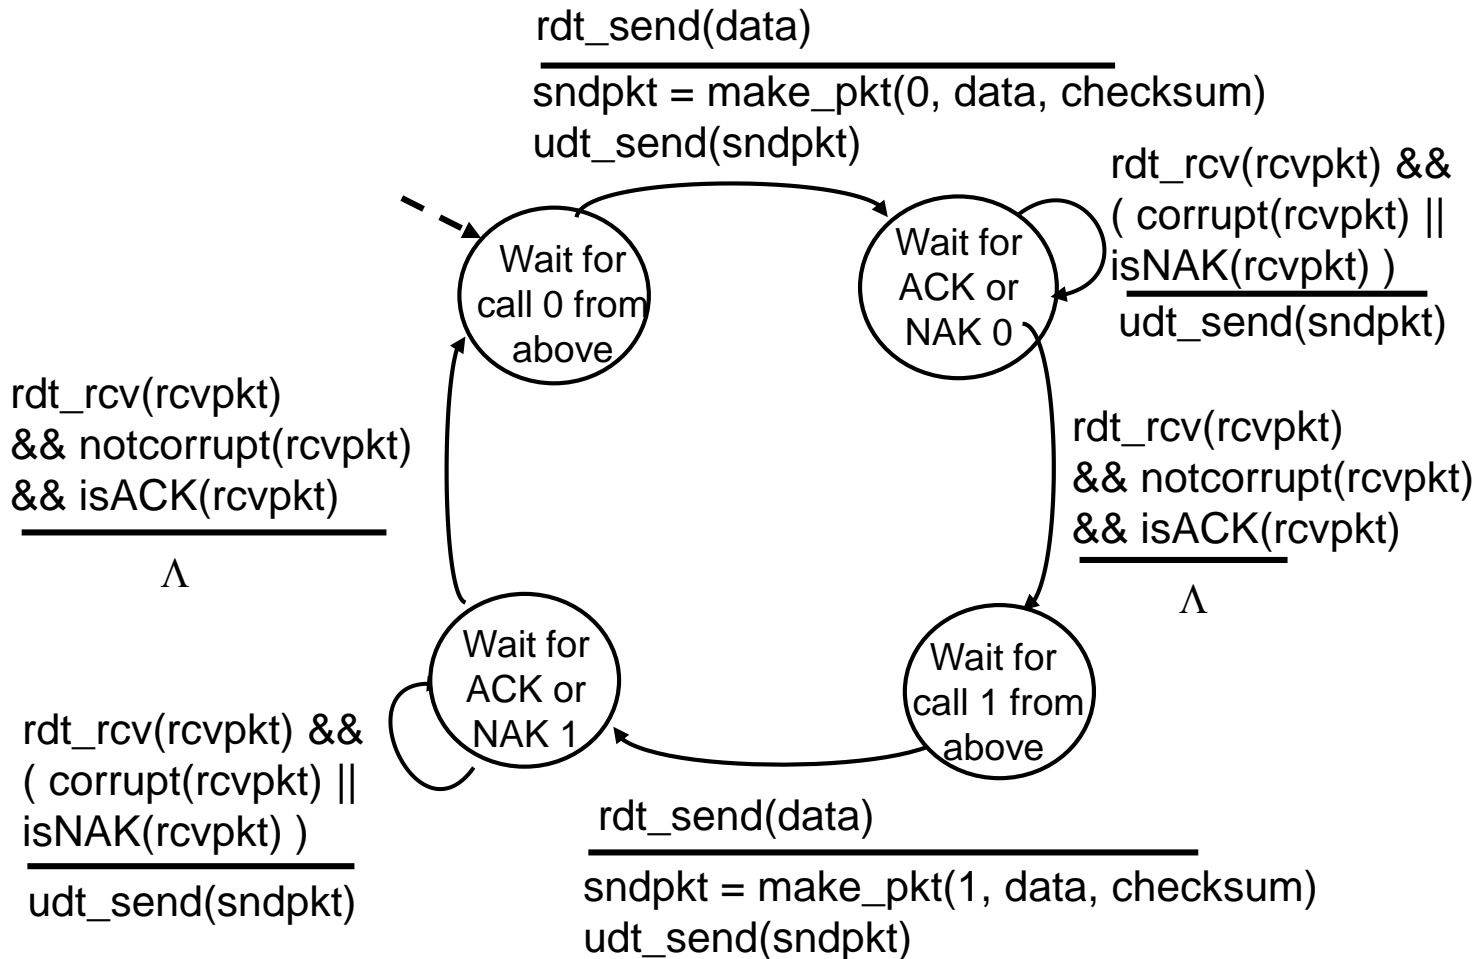 rdt_send(data)
sndpkt = make_pkt(0, data, checksum)
udt_send(sndpkt)
rdt_rcv(rcvpkt) &&
( corrupt(rcvpkt) ||
isNAK(rcvpkt) )
udt_send(sndpkt)
Wait for
call 0 from
above
Wait for
ACK or
NAK 0
rdt_rcv(rcvpkt)
&& notcorrupt(rcvpkt)
&& isACK(rcvpkt)
Λ
rdt_rcv(rcvpkt)
&& notcorrupt(rcvpkt)
&& isACK(rcvpkt)
Λ
Wait for
ACK or
NAK 1
Wait for
call 1 from
above
rdt_rcv(rcvpkt) &&
( corrupt(rcvpkt) ||
isNAK(rcvpkt) )
udt_send(sndpkt)
rdt_send(data)
sndpkt = make_pkt(1, data, checksum)
udt_send(sndpkt)